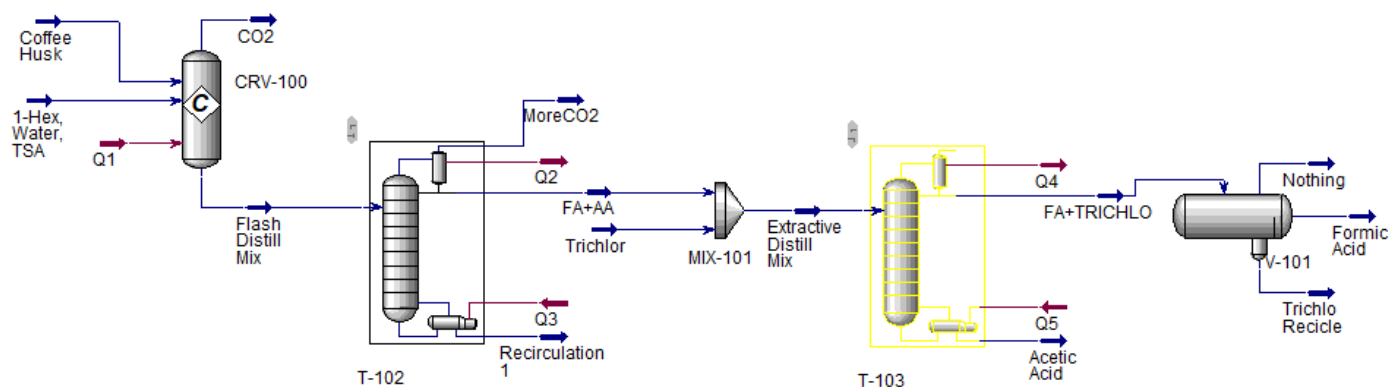 Coffee
Husk
CO2
CRV-100
C
1-Hex,
Water,
TSA
Q1
Flash
Distill
Mix
MoreCO2
Q2
FA+AA
Trichlor
Q3
Recirculation
1
T-102
MIX-101
Extractive
Distill
Mix
Q4
FA+TRICHLO
Q5
Acetic
Acid
T-103
Nothing
Formic
Acid
V-101
Trichlo
Recicle